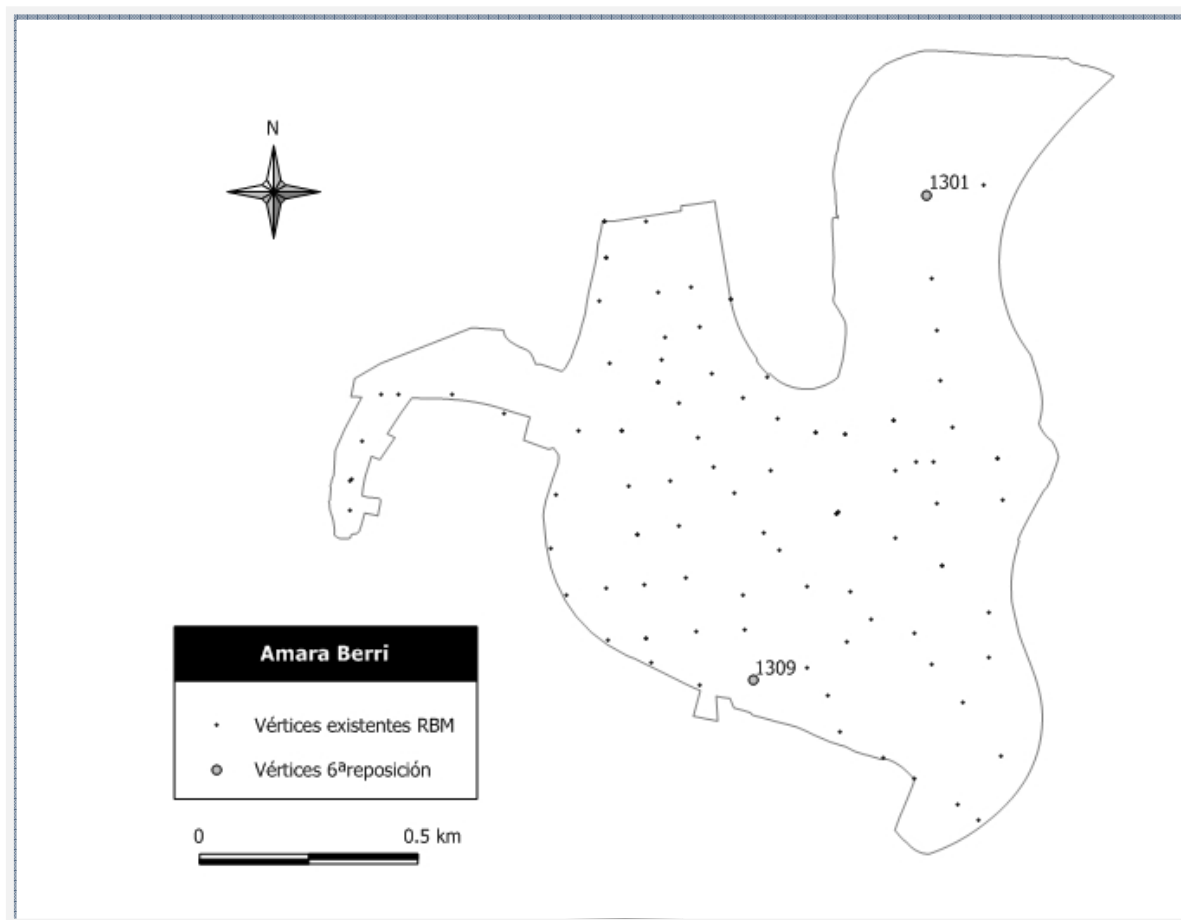 N
1301
1309
Amara Berri
Vértices existentes RBM
Vértices 6ªreposición
0 0.5 km